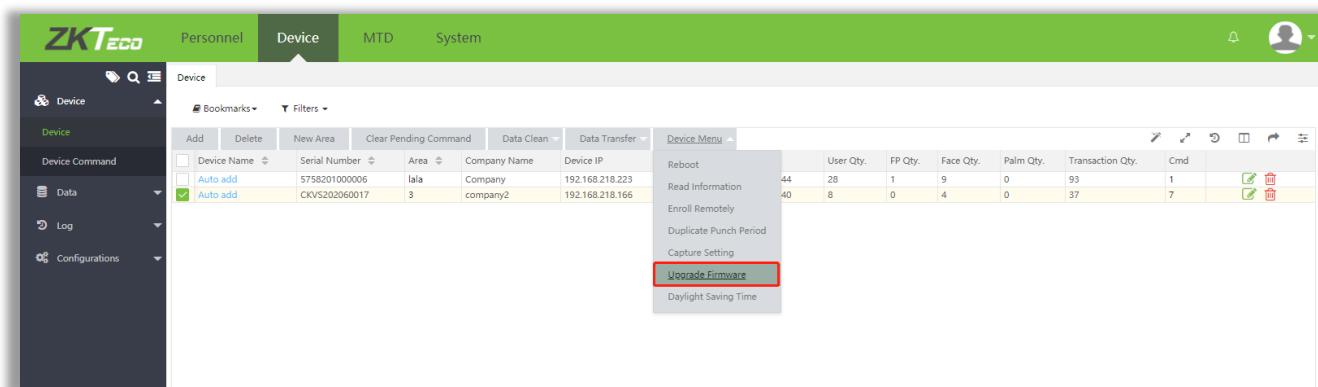 ZKTECO Personnel Device MTD System
Device
Device
Bookmarks Filters
Device
Add Delete New Area Clear Pending Command Data Clean Data Transfer Device Menu
Device Command
Device Name Serial Number Area Company Name Device IP User Qty. FP Qty. Face Qty. Palm Qty. Transaction Qty. Cmd
Auto add 5758201000006 lala Company 192.168.218.223 44 28 1 9 0 93 1
Auto add CKVS202060017 3 company2 192.168.218.166 40 8 0 4 0 37 7
Data
Log
Configurations
Reboot
Read Information
Enroll Remotely
Duplicate Punch Period
Capture Setting
Upgrade Firmware
Daylight Saving Time